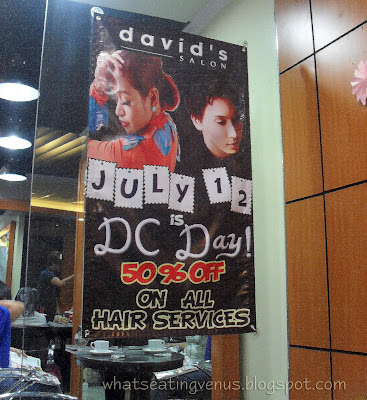 david's
SALON
JULY 12
is
DC Day!
50% OFF
ON ALL
HAIR SERVICES
whatseatingvenus.blogspot.com